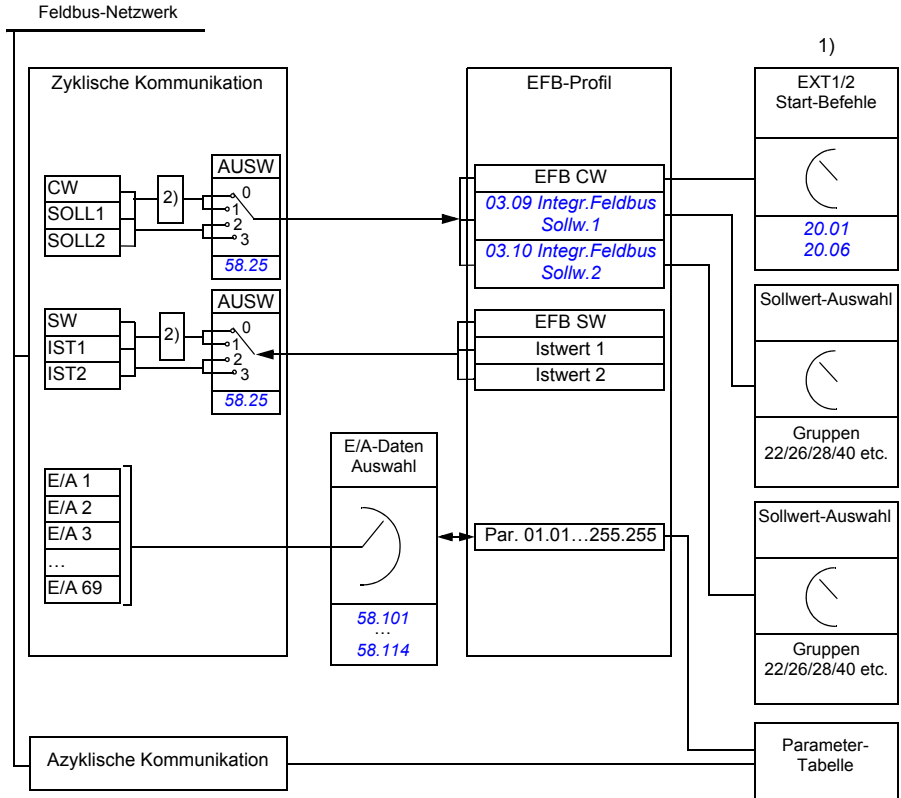 Feldbus-Netzwerk
1)
Zyklische Kommunikation
EFB-Profil
EXT1/2
Start-Befehle
20.01
20.06
CW
SOLL1
SOLL2
2)
AUSW
0
1
2
3
58.25
EFB CW
03.09 Integr.Feldbus
Sollw.1
03.10 Integr.Feldbus
Sollw.2
SW
IST1
IST2
2)
AUSW
0
1
2
3
58.25
EFB SW
Istwert 1
Istwert 2
Sollwert-Auswahl
Gruppen
22/26/28/40 etc.
E/A 1
E/A 2
E/A 3
…
E/A 69
E/A-Daten
Auswahl
58.101
…
58.114
Par. 01.01…255.255
Sollwert-Auswahl
Gruppen
22/26/28/40 etc.
Azyklische Kommunikation
Parameter-
Tabelle